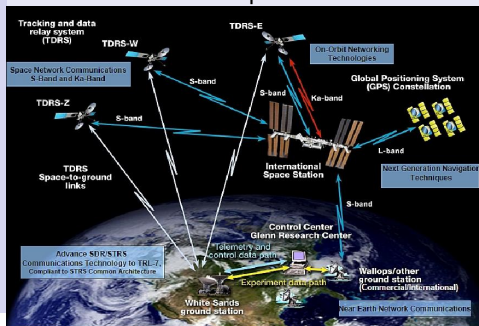 Tracking and data
relay system
(TDRS)
TDRS-W
TDRS-E
On-Orbit Networking
Technologies
Space Network Communications
S-Band and Ka-Band
S-band
S-band
Ka-band
Global Positioning System
(GPS) Constellation
TDRS-Z
S-band
L-band
International
Space Station
Next Generation Navigation
Techniques
TDRS
Space-to-ground
links
S-band
Control Center
Glenn Research Center
Telemetry and
control data path
Advance SDR/STRS
Communications Technology to TRL-7,
Compliant to STRS Common Architecture
Experiment data path
Wallops/other
ground station
(Commercial/international)
White Sands
ground station
Near Earth Network Communications